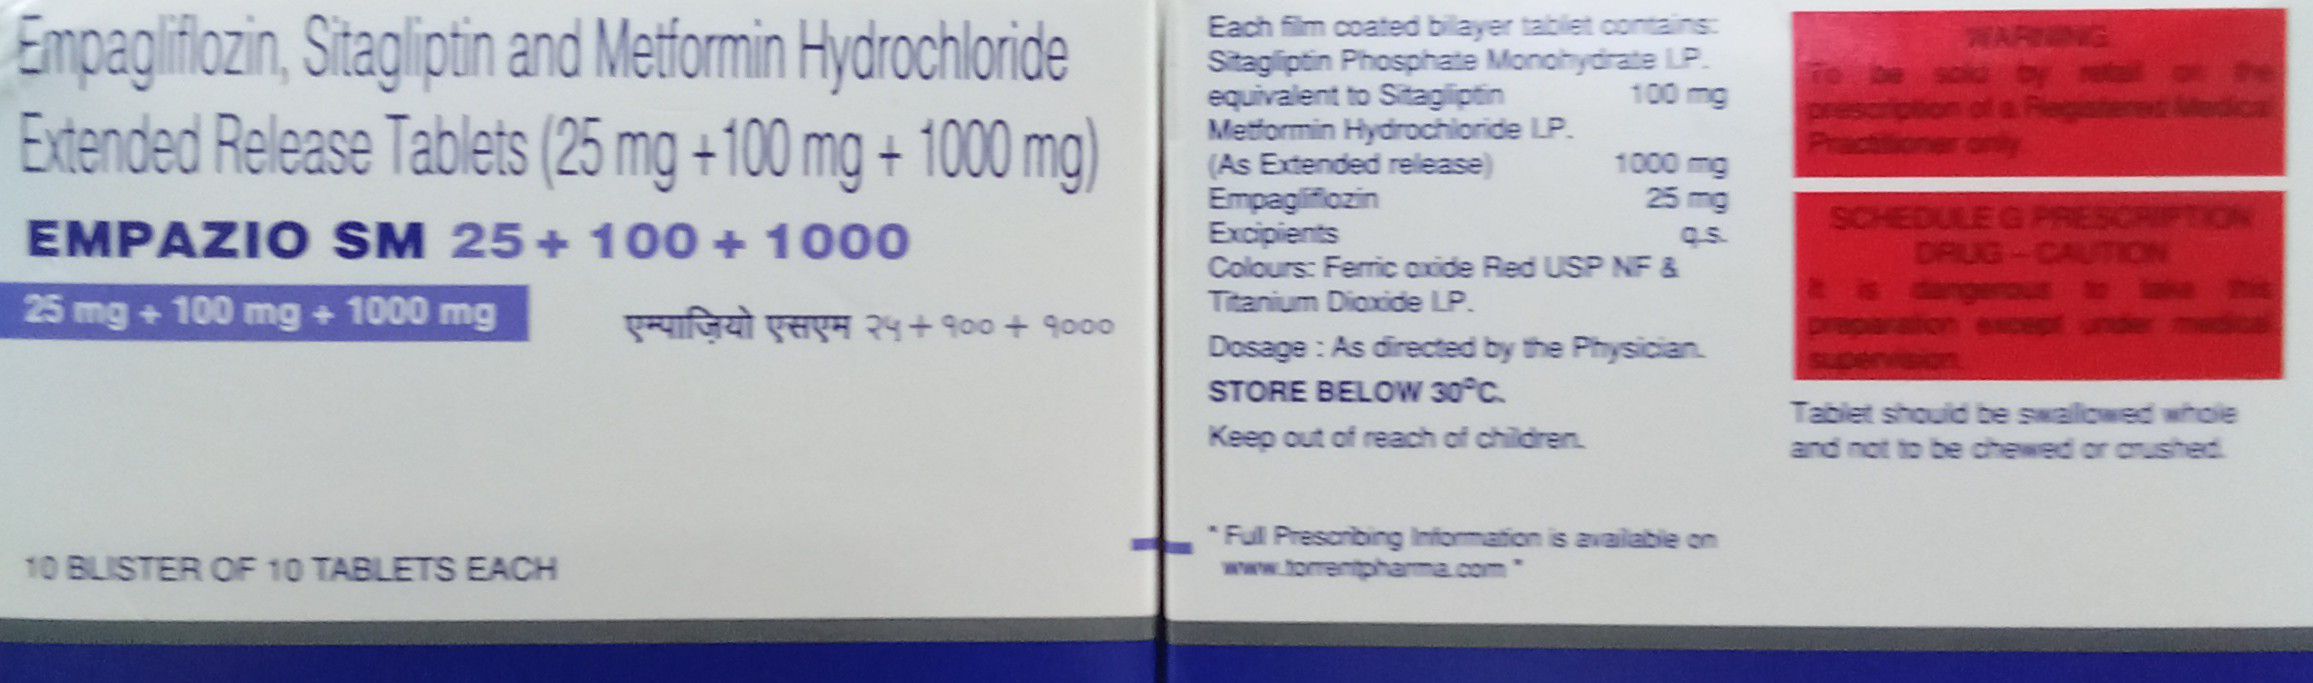 Empagliflozin, Sitagliptin and Metformin Hydrochloride
Extended Release Tablets (25 mg +100 mg + 1000 mg)
EMPAZIO SM 25 + 100 + 1000
25 mg + 100 mg + 1000 mg
एम्पाज़ियो एसएम २५ + १०० + १०००
10 BLISTER OF 10 TABLETS EACH
Each film coated bilayer tablet contains:
Sitagliptin Phosphate Monohydrate I.P.
equivalent to Sitagliptin 100 mg
Metformin Hydrochloride I.P.
(As Extended release) 1000 mg
Empagliflozin 25 mg
Excipients q.s.
Colours: Ferric oxide Red USP NF &
Titanium Dioxide I.P.
Dosage : As directed by the Physician.
STORE BELOW 30°C.
Keep out of reach of children.
* Full Prescribing Information is available on
www.torrentpharma.com *
WARNING
To be sold by retail on the
prescription of a Registered Medical
Practitioner only
SCHEDULE G PRESCRIPTION
DRUG – CAUTION
It is dangerous to take this
preparation except under medical
supervision.
Tablet should be swallowed whole
and not to be chewed or crushed.